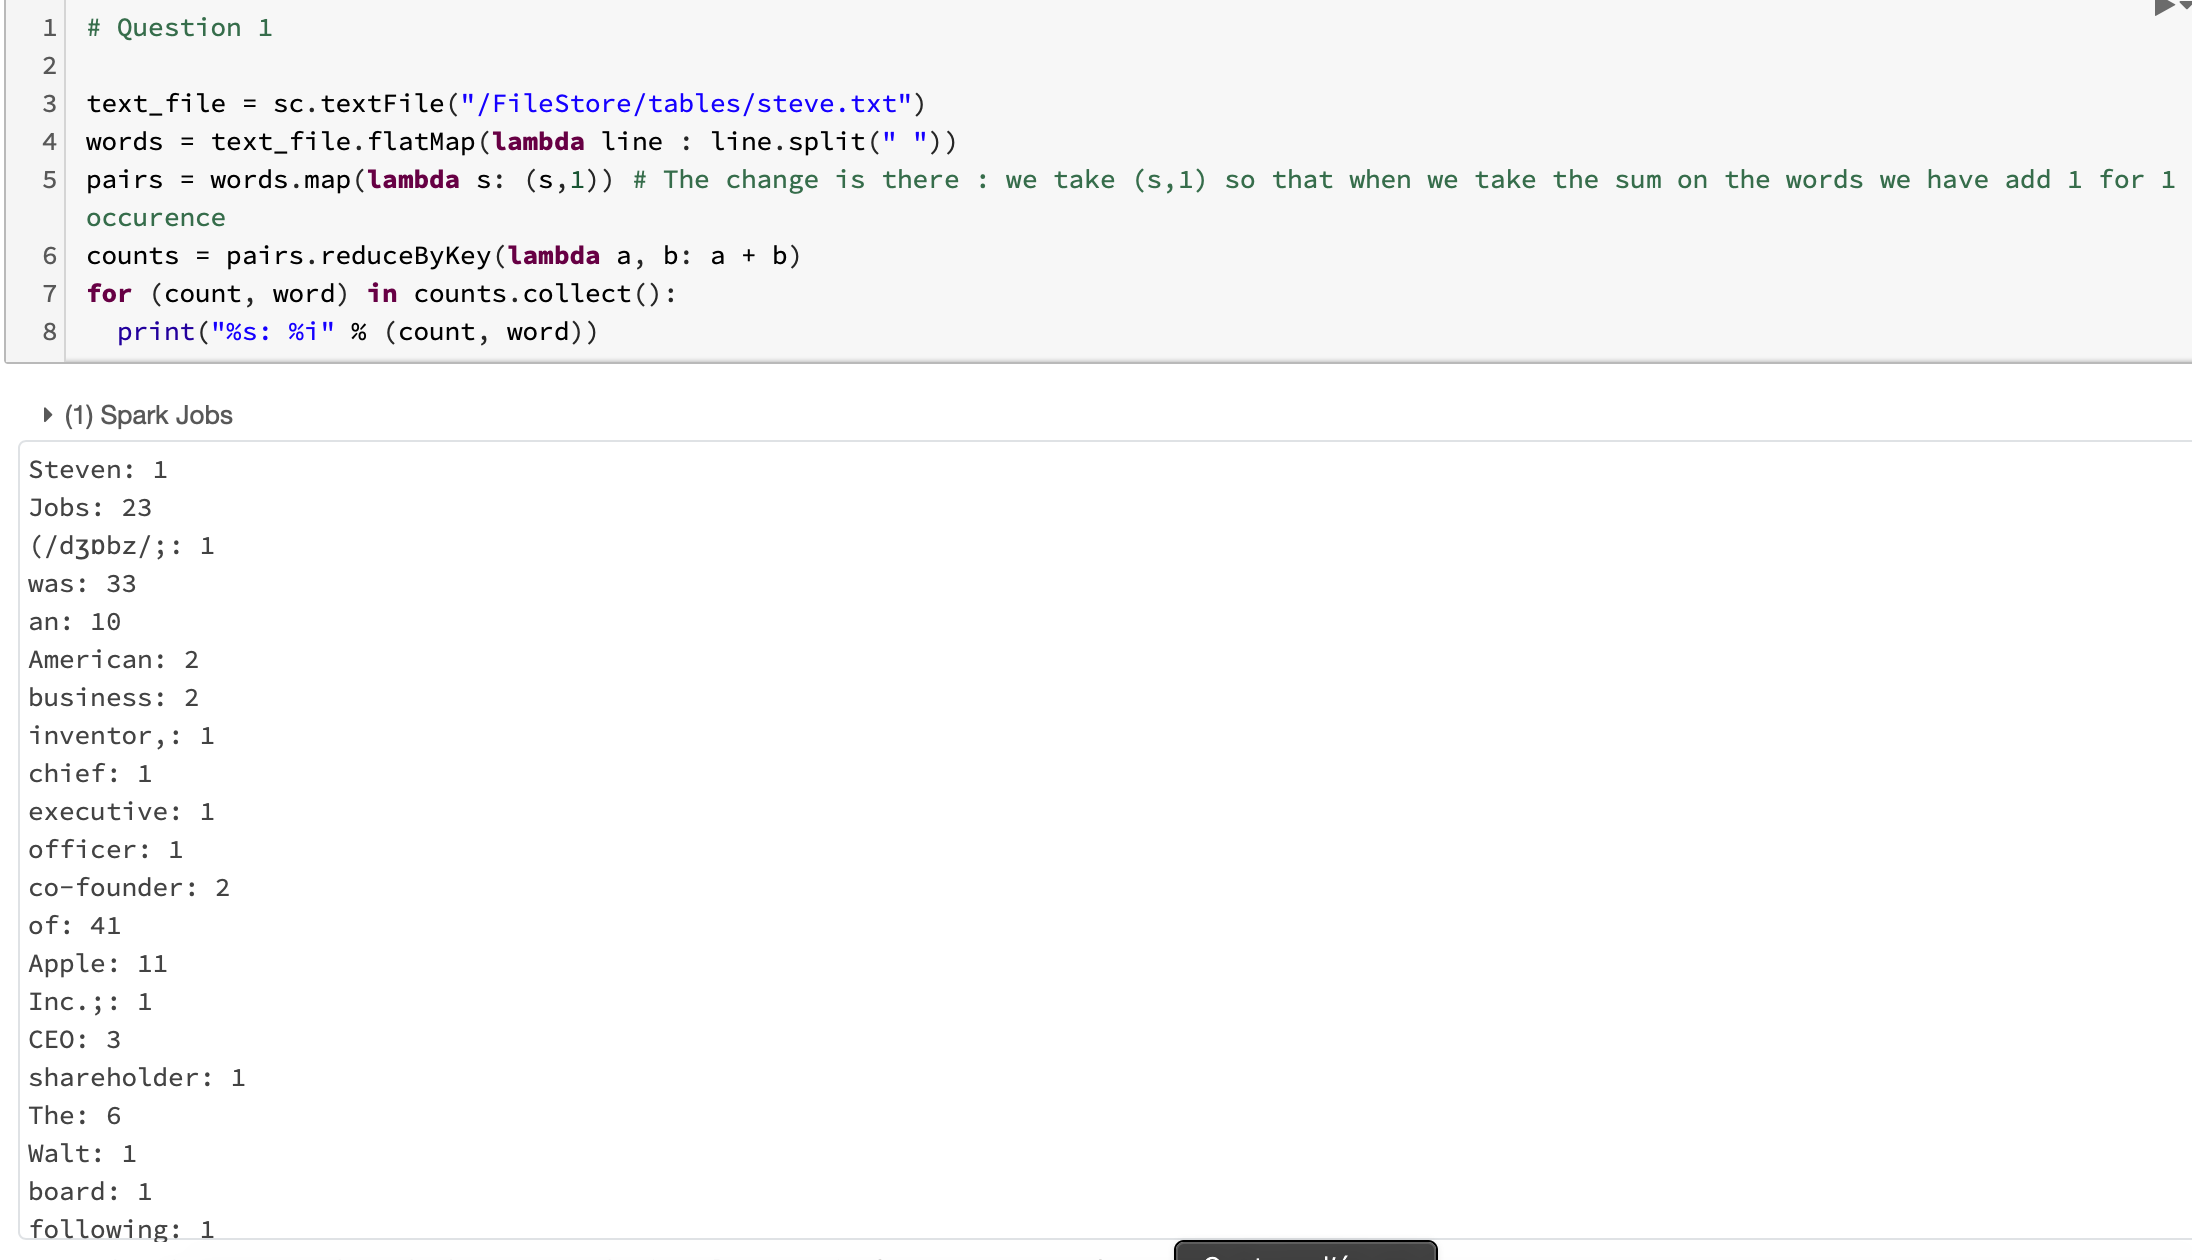 1 # Question 1
2
3 text_file = sc.textFile("/FileStore/tables/steve.txt")
4 words = text_file.flatMap(lambda line : line.split(" "))
5 pairs = words.map(lambda s: (s,1)) # The change is there : we take (s,1) so that when we take the sum on the words we have add 1 for 1
occurence
6 counts = pairs.reduceByKey(lambda a, b: a + b)
7 for (count, word) in counts.collect():
8   print("%s: %i" % (count, word))
(1) Spark Jobs
Steven: 1
Jobs: 23
(/dʒɒbz/;: 1
was: 33
an: 10
American: 2
business: 2
inventor,: 1
chief: 1
executive: 1
officer: 1
co-founder: 2
of: 41
Apple: 11
Inc.;: 1
CEO: 3
shareholder: 1
The: 6
Walt: 1
board: 1
following: 1